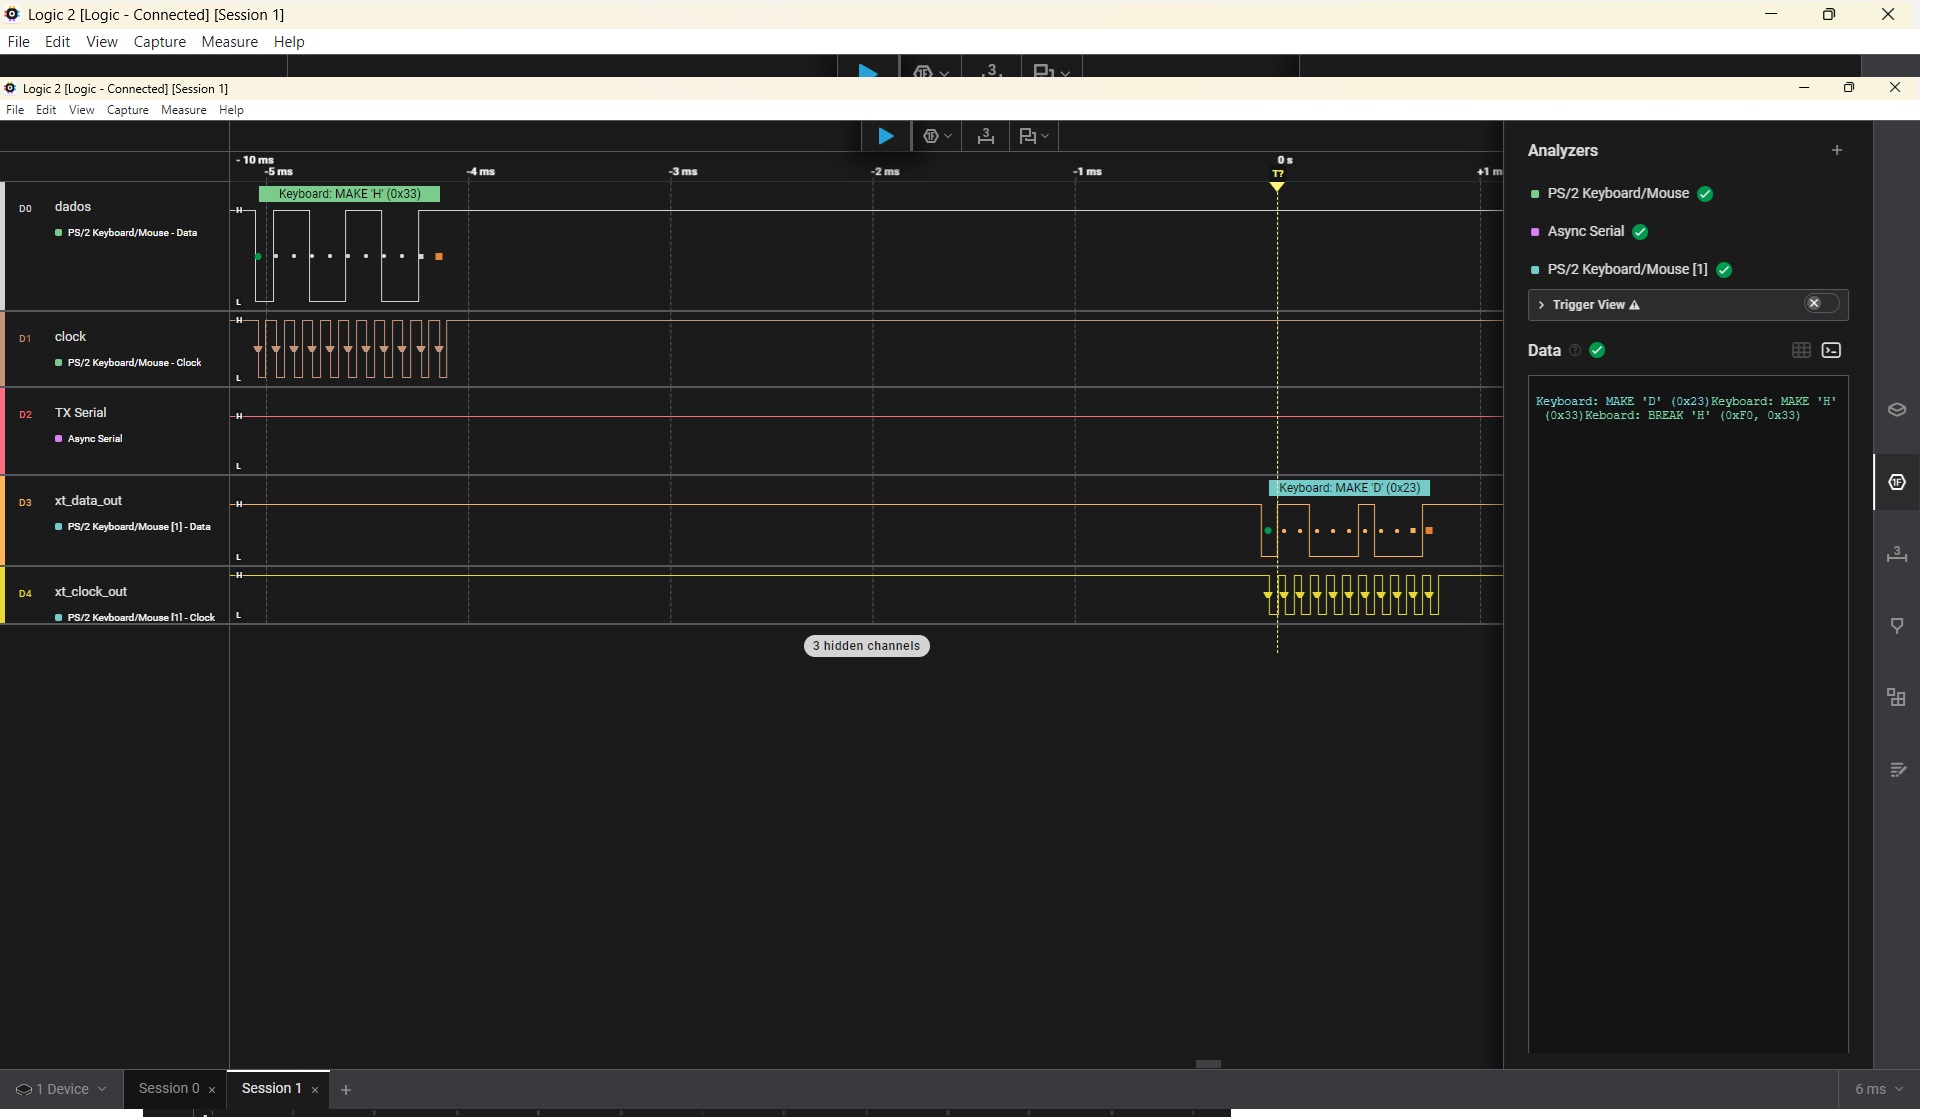 Logic 2 [Logic - Connected] [Session 1]
File Edit View Capture Measure Help
Logic 2 [Logic - Connected] [Session 1]
File Edit View Capture Measure Help
- 10 ms
-5 ms -4 ms -3 ms -2 ms -1 ms 0 s +1 m
T?
Keyboard: MAKE 'H' (0x33)
D0 dados
PS/2 Keyboard/Mouse - Data
H
L
D1 clock
PS/2 Keyboard/Mouse - Clock
H
L
D2 TX Serial
Async Serial
H
L
D3 xt_data_out
PS/2 Keyboard/Mouse [1] - Data
H
L
Keyboard: MAKE 'D' (0x23)
D4 xt_clock_out
PS/2 Keyboard/Mouse [1] - Clock
H
L
3 hidden channels
Analyzers
PS/2 Keyboard/Mouse
Async Serial
PS/2 Keyboard/Mouse [1]
Trigger View
Data
Keyboard: MAKE 'D' (0x23)Keyboard: MAKE 'H'
(0x33)Keboard: BREAK 'H' (0xF0, 0x33)
1 Device Session 0 × Session 1 × + 6 ms